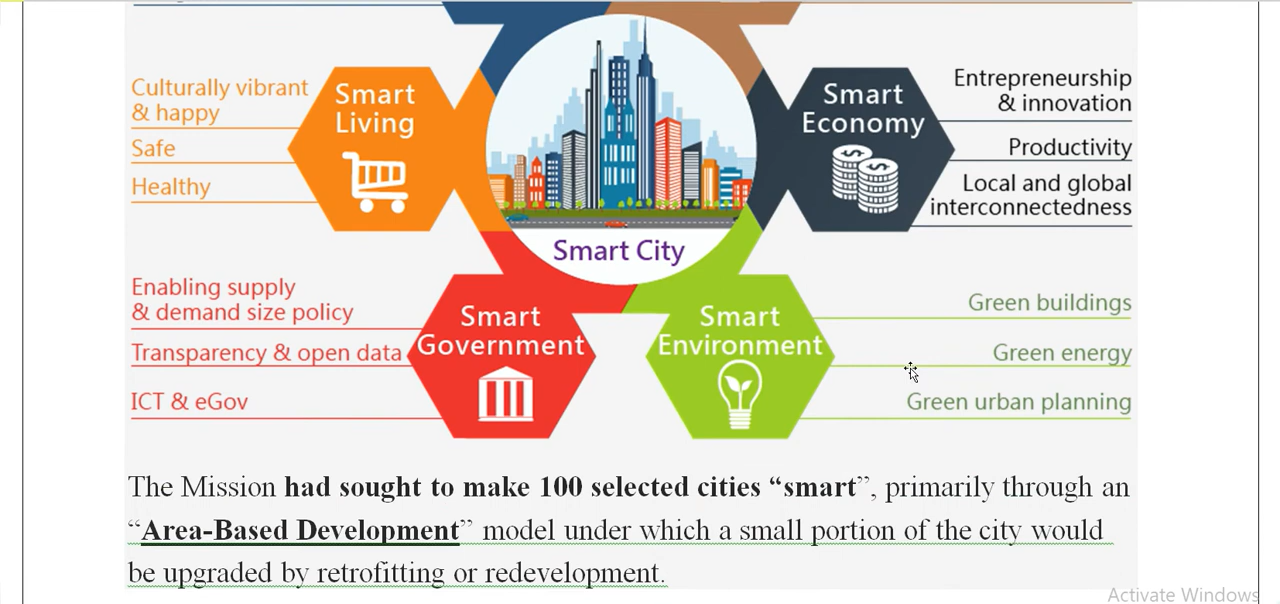 Culturally vibrant
& happy
Safe
Healthy
Smart
Living
Smart
Economy
Entrepreneurship
& innovation
Productivity
Local and global
interconnectedness
Smart City
Enabling supply
& demand size policy
Transparency & open data
ICT & eGov
Smart
Government
Smart
Environment
Green buildings
Green energy
Green urban planning
The Mission had sought to make 100 selected cities “smart”, primarily through an
“Area-Based Development” model under which a small portion of the city would
be upgraded by retrofitting or redevelopment.
Activate Windows